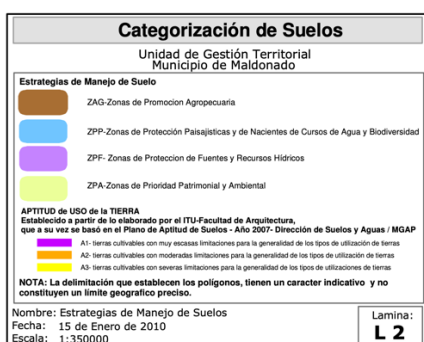 Categorización de Suelos
Unidad de Gestión Territorial
Municipio de Maldonado
Estrategias de Manejo de Suelo
ZAG-Zonas de Promocion Agropecuaria
ZPP-Zonas de Protección Paisajisticas y de Nacientes de Cursos de Agua y Biodiversidad
ZPF- Zonas de Proteccion de Fuentes y Recursos Hídricos
ZPA-Zonas de Prioridad Patrimonial y Ambiental
APTITUD de USO de la TIERRA
Establecido a partir de lo elaborado por el ITU-Facultad de Arquitectura,
que a su vez se basó en el Plano de Aptitud de Suelos - Año 2007- Dirección de Suelos y Aguas / MGAP
A1- tierras cultivables con muy escasas limitaciones para la generalidad de los tipos de utilización de tierras
A2- tierras cultivables con moderadas limitaciones para la generalidad de los tipos de utilización de tierras
A3- tierras cultivables con severas limitaciones para la generalidad de los tipos de utilizaciones de tierras
NOTA: La delimitación que establecen los polígonos, tienen un caracter indicativo y no
constituyen un límite geografico preciso.
Nombre: Estrategias de Manejo de Suelos
Fecha: 15 de Enero de 2010
Escala: 1:350000
Lamina:
L 2